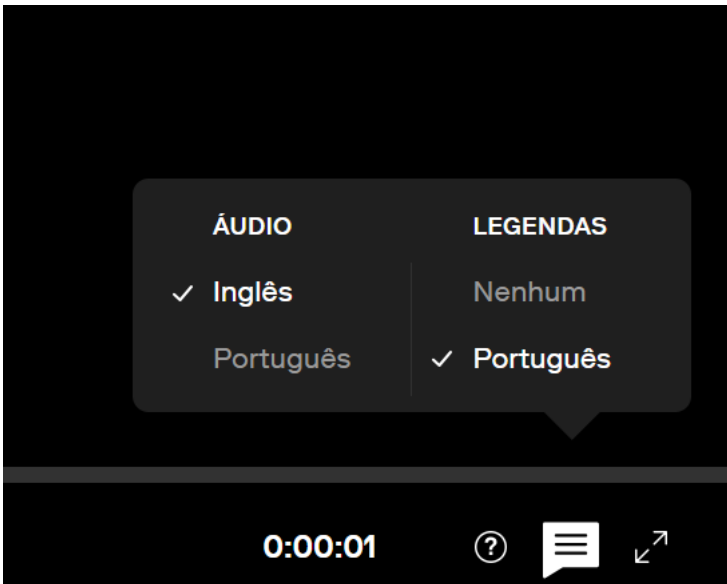 ÁUDIO
Inglês
Português
LEGENDAS
Nenhum
Português
0:00:01
?